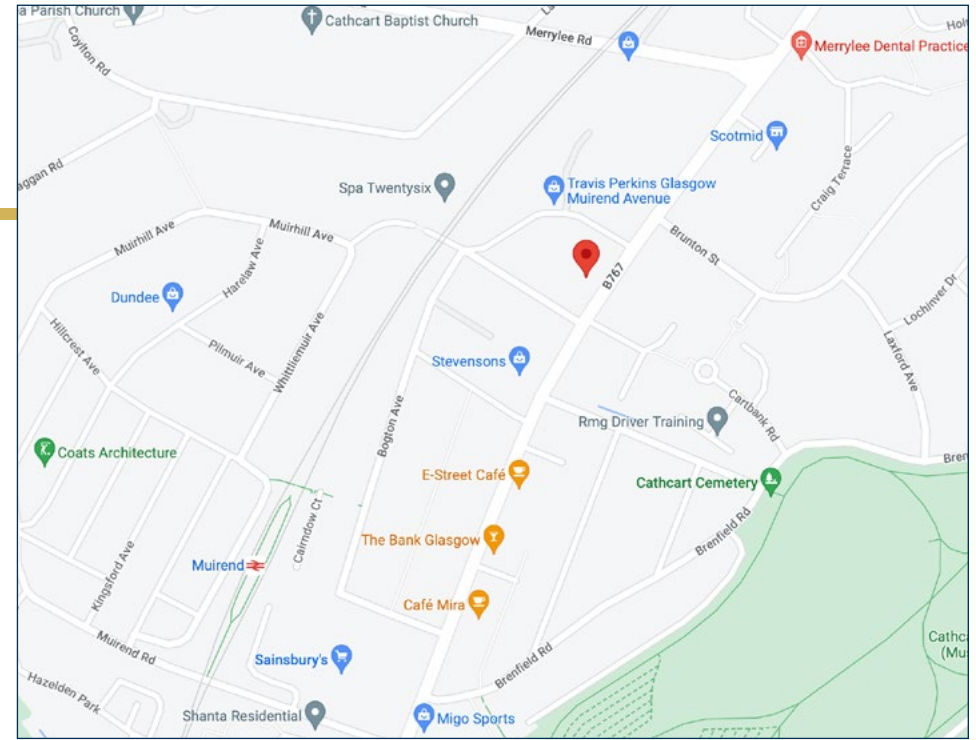 a Parish Church
Cathcart Baptist Church
Merrylee Rd
Merrylee Dental Practice
Coylton Rd
Scotmid
aggan Rd
Spa Twentysix
Travis Perkins Glasgow
Muirend Avenue
Craig Terrace
Muirhill Ave
Muirhill Ave
Brunton St
Harelaw Ave
B767
Dundee
Lochinver Dr
Hillcrest Ave
Pilmuir Ave
Whittliemuir Ave
Stevensons
Laxford Ave
Bogton Ave
Cartbank Rd
Rmg Driver Training
Coats Architecture
E-Street Café
Cathcart Cemetery
Cairndow Ct
Brenfield Rd
The Bank Glasgow
Muirend
Kingsford Ave
Café Mira
Muirend Rd
Sainsbury's
Brenfield Rd
Hazelden Park
Shanta Residential
Migo Sports